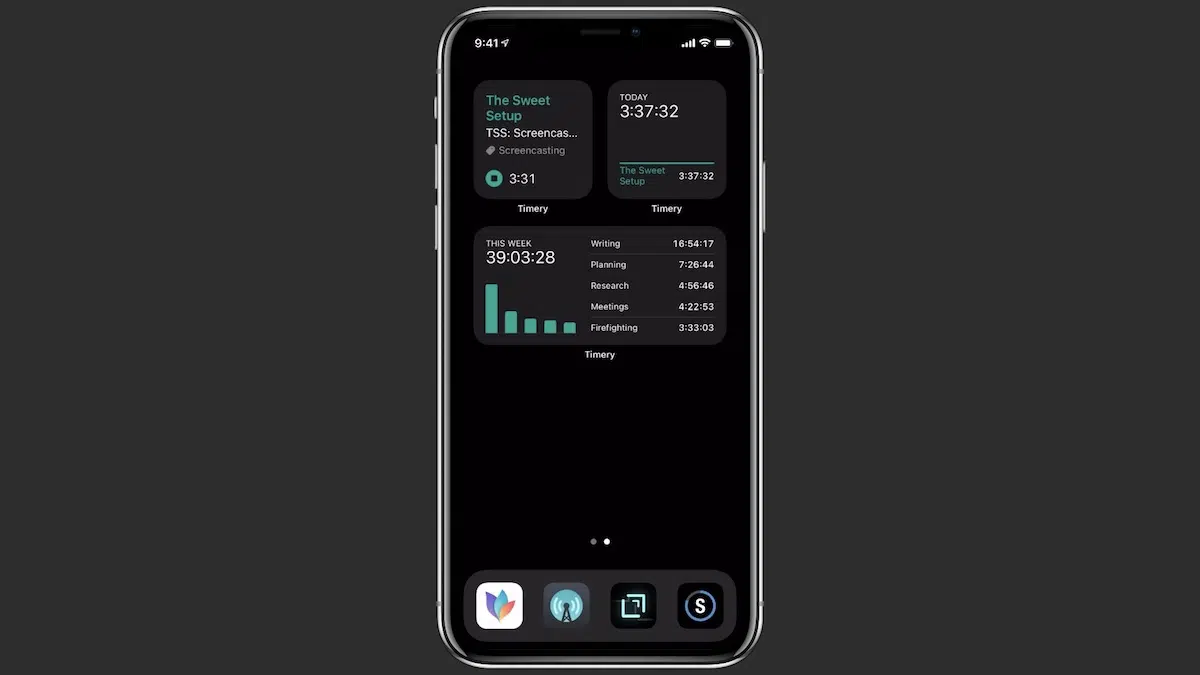 9:41
The Sweet
Setup
TSS: Screencas...
Screencasting
3:31
Timery
TODAY
3:37:32
The Sweet
Setup
3:37:32
Timery
THIS WEEK
39:03:28
Writing 16:54:17
Planning 7:26:44
Research 4:56:46
Meetings 4:22:53
Firefighting 3:33:03
Timery
S